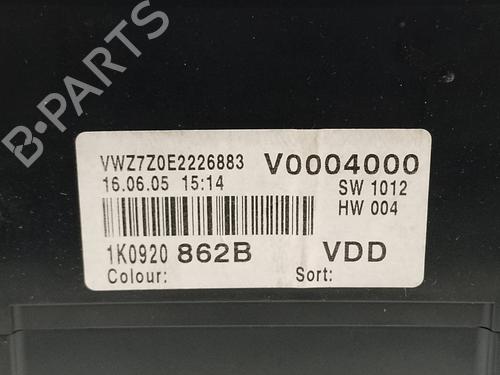 B-PARTS
VWZ7Z0E2226883 V0004000
16.06.05 15:14 SW 1012
HW 004
1K0920 862B VDD
Colour: Sort: